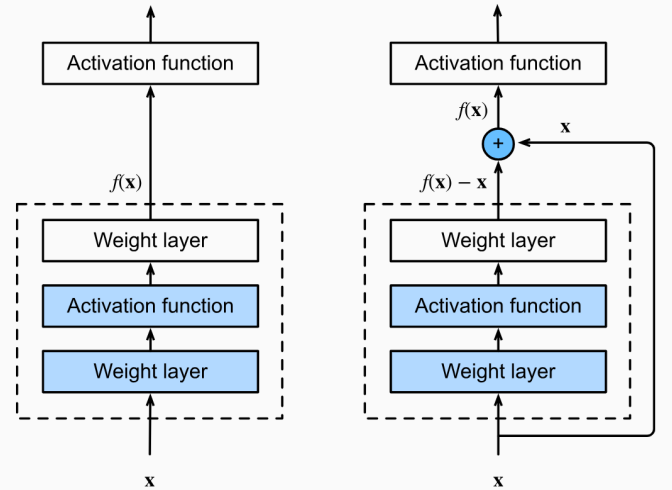 Activation function
f(x)
Weight layer
Activation function
Weight layer
x
Activation function
f(x)
x
+
f(x) − x
Weight layer
Activation function
Weight layer
x